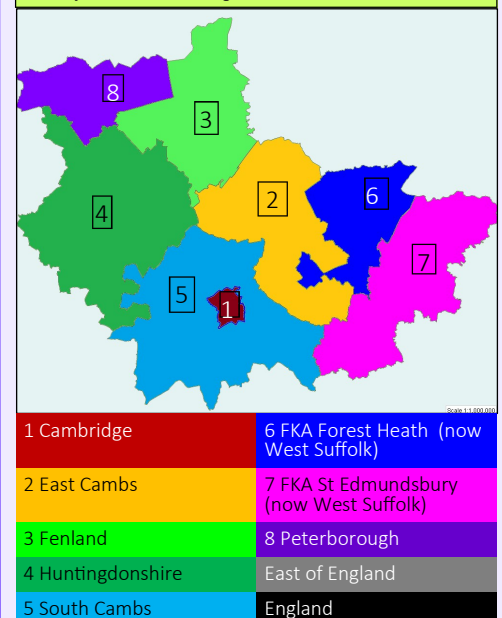 8
3
2
6
4
7
5
1
Scale 1:1,000,000
1 Cambridge
6 FKA Forest Heath (now
West Suffolk)
2 East Cambs
7 FKA St Edmundsbury
(now West Suffolk)
3 Fenland
8 Peterborough
4 Huntingdonshire
East of England
5 South Cambs
England